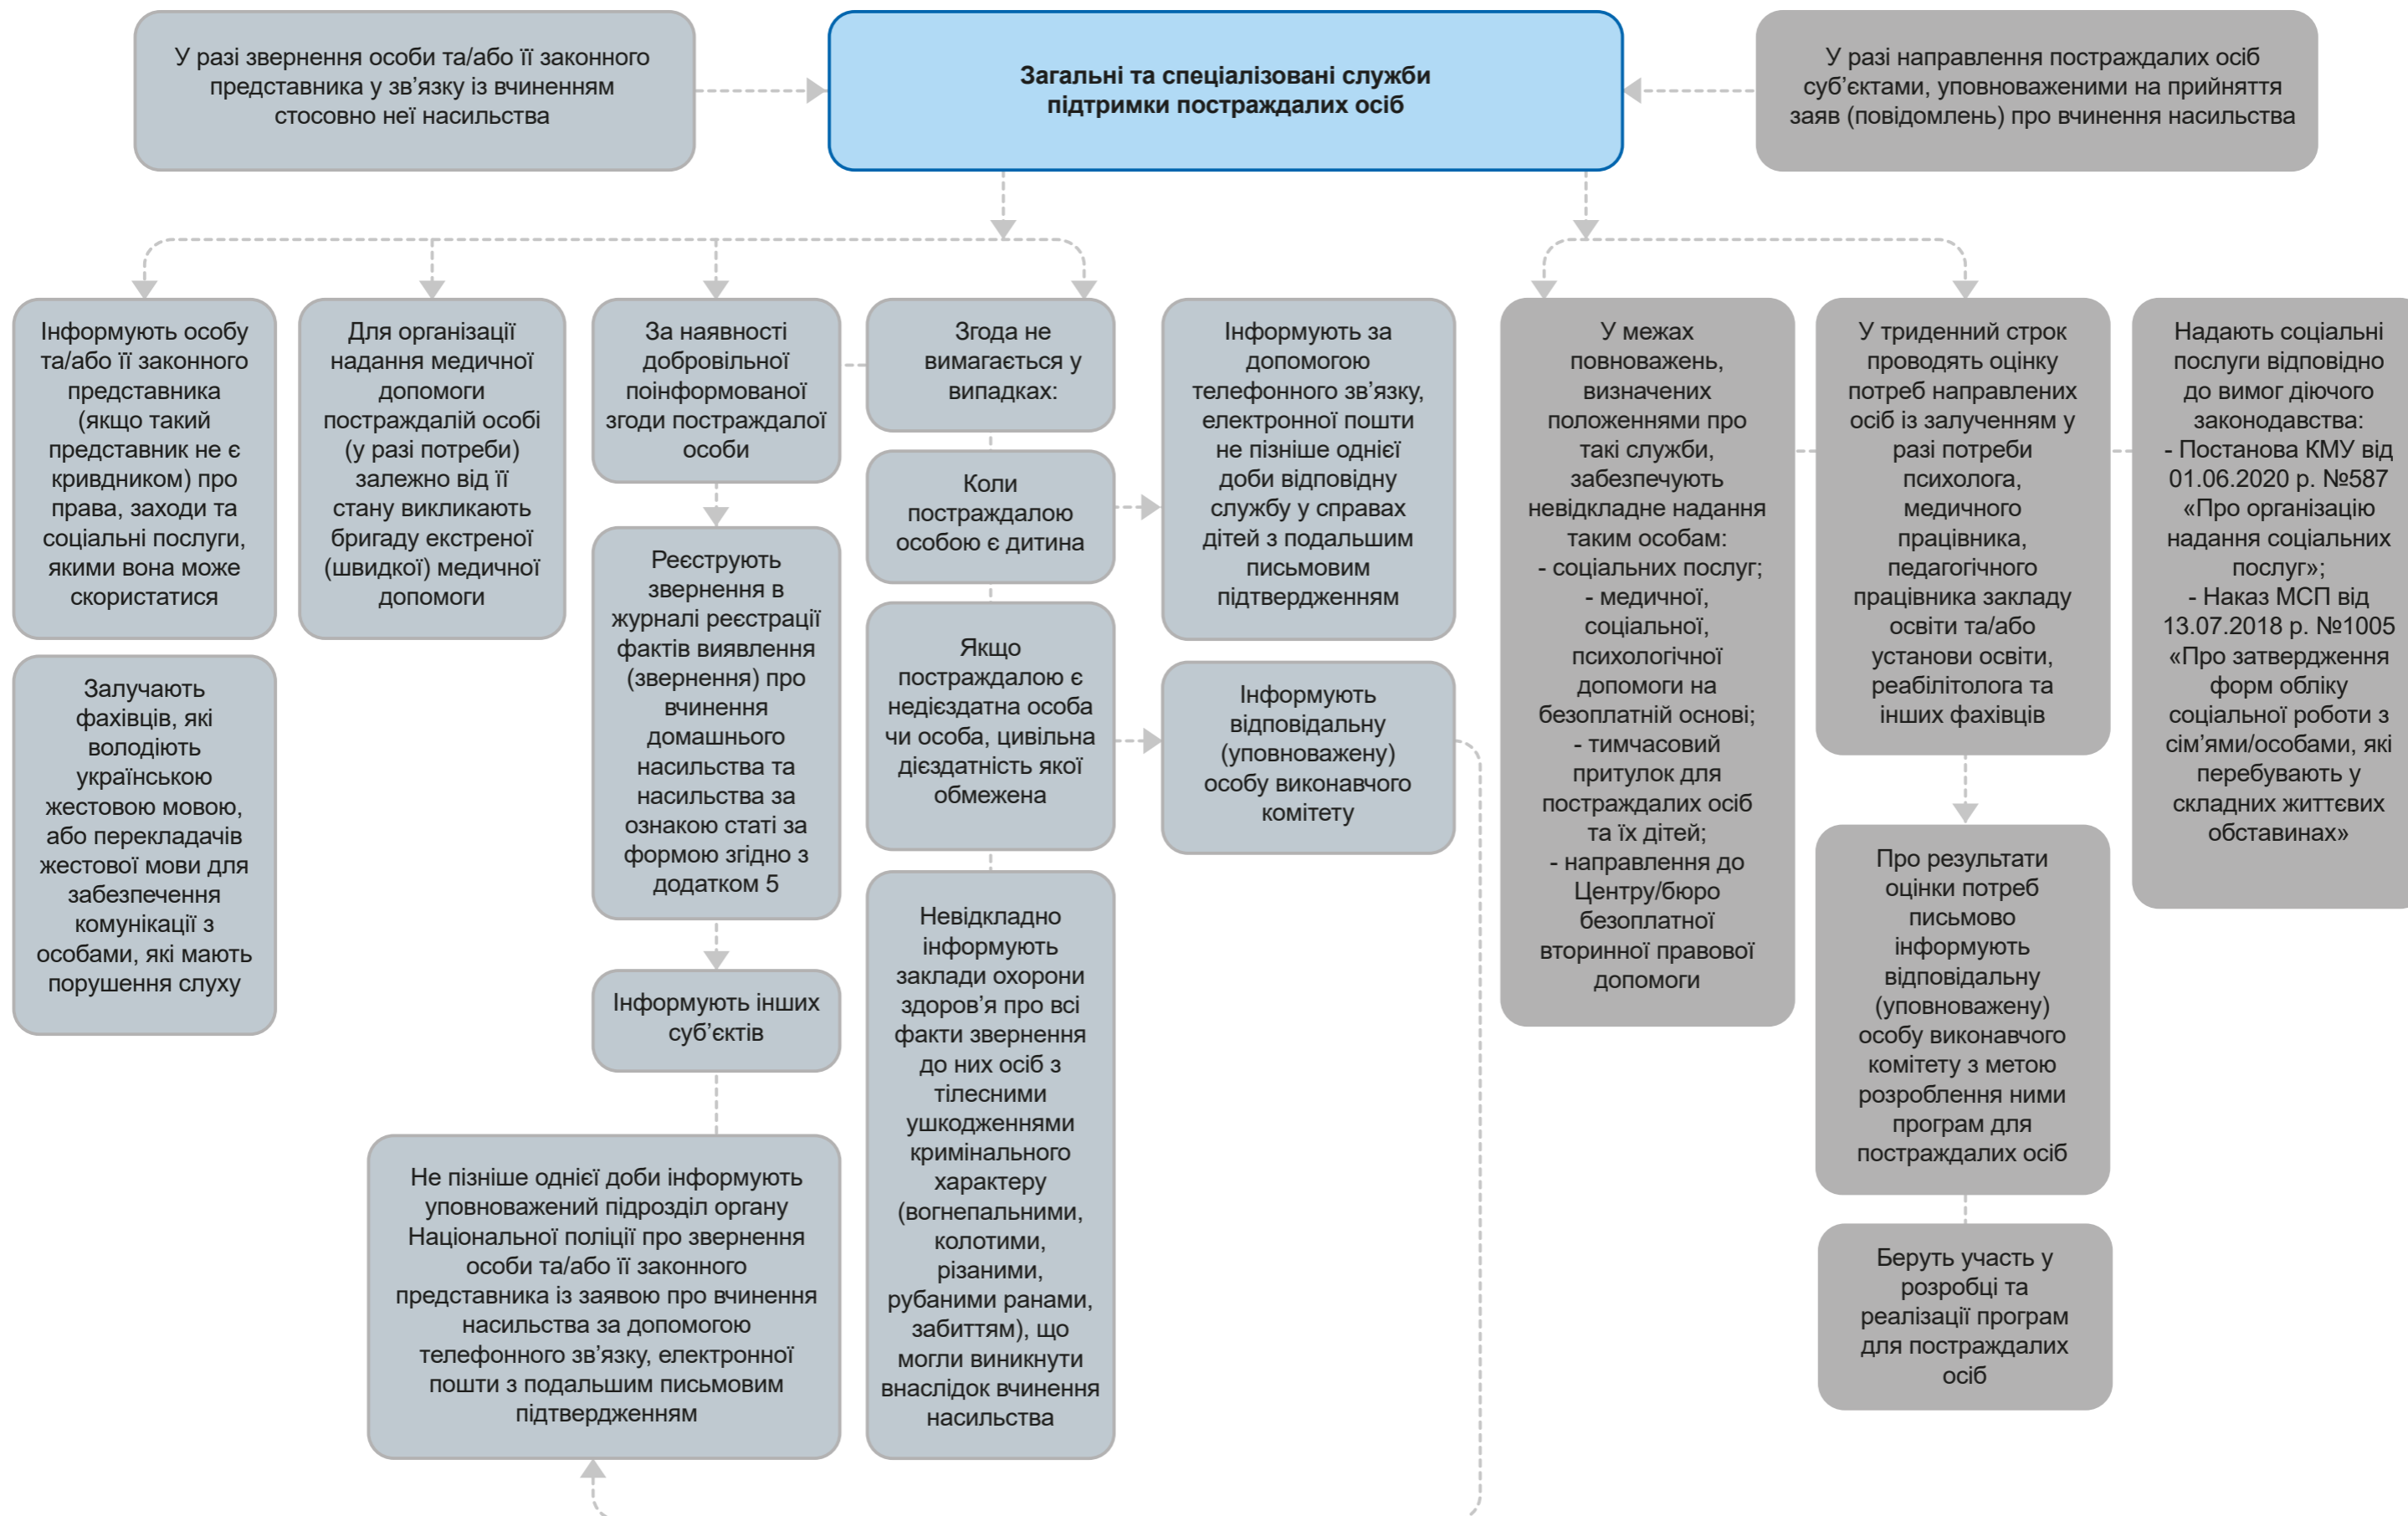 У разі звернення особи та/або її законного
представника у зв’язку із вчиненням
стосовно неї насильства
Загальні та спеціалізовані служби
підтримки постраждалих осіб
У разі направлення постраждалих осіб
суб’єктами, уповноваженими на прийняття
заяв (повідомлень) про вчинення насильства
Інформують особу
та/або її законного
представника
(якщо такий
представник не є
кривдником) про
права, заходи та
соціальні послуги,
якими вона може
скористатися
Залучають
фахівців, які
володіють
українською
жестовою мовою,
або перекладачів
жестової мови для
забезпечення
комунікації з
особами, які мають
порушення слуху
Для організації
надання медичної
допомоги
постраждалій особі
(у разі потреби)
залежно від її
стану викликають
бригаду екстреної
(швидкої) медичної
допомоги
За наявності
добровільної
поінформованої
згоди постраждалої
особи
Реєструють
звернення в
журналі реєстрації
фактів виявлення
(звернення) про
вчинення
домашнього
насильства та
насильства за
ознакою статі за
формою згідно з
додатком 5
Інформують інших
суб’єктів
Не пізніше однієї доби інформують
уповноважений підрозділ органу
Національної поліції про звернення
особи та/або її законного
представника із заявою про вчинення
насильства за допомогою
телефонного зв’язку, електронної
пошти з подальшим письмовим
підтвердженням
Згода не
вимагається у
випадках:
Коли
постраждалою
особою є дитина
Якщо
постраждалою є
недієздатна особа
чи особа, цивільна
дієздатність якої
обмежена
Невідкладно
інформують
заклади охорони
здоров’я про всі
факти звернення
до них осіб з
тілесними
ушкодженнями
кримінального
характеру
(вогнепальними,
колотими,
різаними,
рубаними ранами,
забиттям), що
могли виникнути
внаслідок вчинення
насильства
Інформують за
допомогою
телефонного зв’язку,
електронної пошти
не пізніше однієї
доби відповідну
службу у справах
дітей з подальшим
письмовим
підтвердженням
Інформують
відповідальну
(уповноважену)
особу виконавчого
комітету
У межах
повноважень,
визначених
положеннями про
такі служби,
забезпечують
невідкладне надання
таким особам:
- соціальних послуг;
- медичної,
соціальної,
психологічної
допомоги на
безоплатній основі;
- тимчасовий
притулок для
постраждалих осіб
та їх дітей;
- направлення до
Центру/бюро
безоплатної
вторинної правової
допомоги
У триденний строк
проводять оцінку
потреб направлених
осіб із залученням у
разі потреби
психолога,
медичного
працівника,
педагогічного
працівника закладу
освіти та/або
установи освіти,
реабілітолога та
інших фахівців
Про результати
оцінки потреб
письмово
інформують
відповідальну
(уповноважену)
особу виконавчого
комітету з метою
розроблення ними
програм для
постраждалих осіб
Беруть участь у
розробці та
реалізації програм
для постраждалих
осіб
Надають соціальні
послуги відповідно
до вимог діючого
законодавства:
- Постанова КМУ від
01.06.2020 р. №587
«Про організацію
надання соціальних
послуг»;
- Наказ МСП від
13.07.2018 р. №1005
«Про затвердження
форм обліку
соціальної роботи з
сім’ями/особами, які
перебувають у
складних життєвих
обставинах»